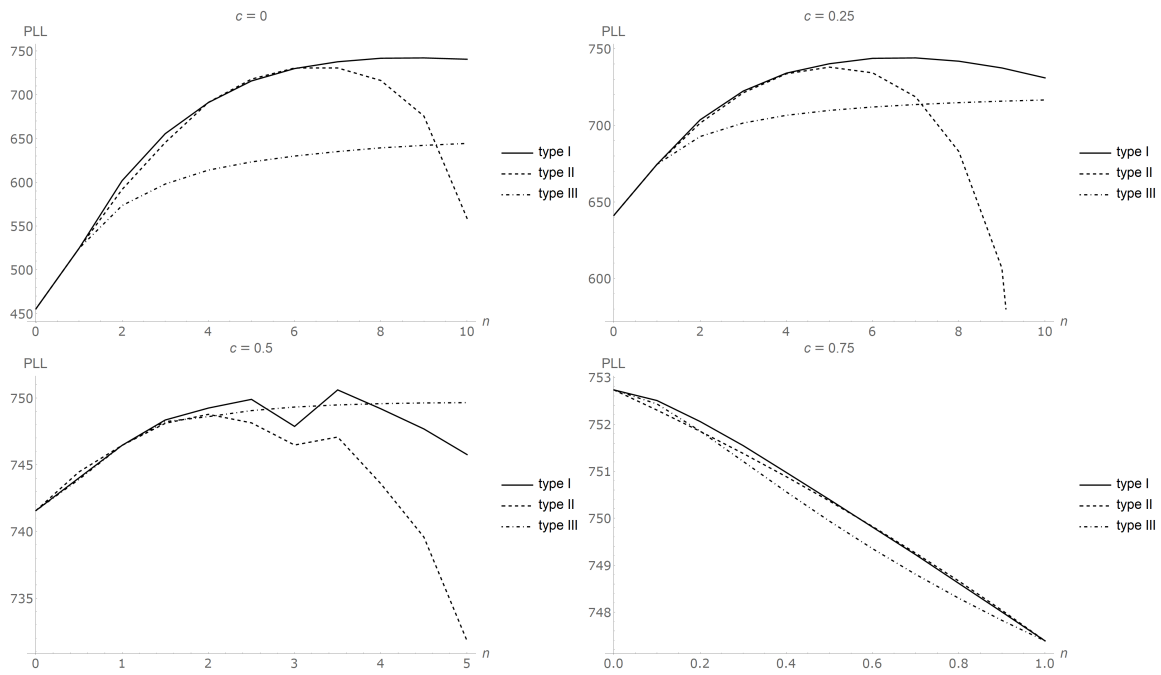 c = 0
PLL
750
700
650
600
550
500
450
0 2 4 6 8 10 n
type I
type II
type III
c = 0.25
PLL
750
700
650
600
0 2 4 6 8 10 n
type I
type II
type III
c = 0.5
PLL
750
745
740
735
0 1 2 3 4 5 n
type I
type II
type III
c = 0.75
PLL
753
752
751
750
749
748
0.0 0.2 0.4 0.6 0.8 1.0 n
type I
type II
type III